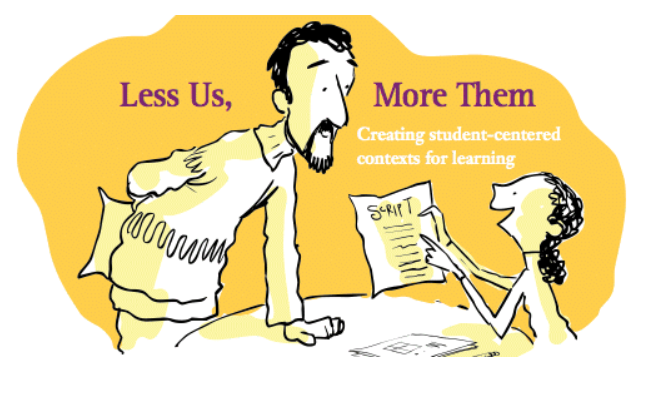 Less Us, More Them
Creating student-centered
contexts for learning
SCRIPT